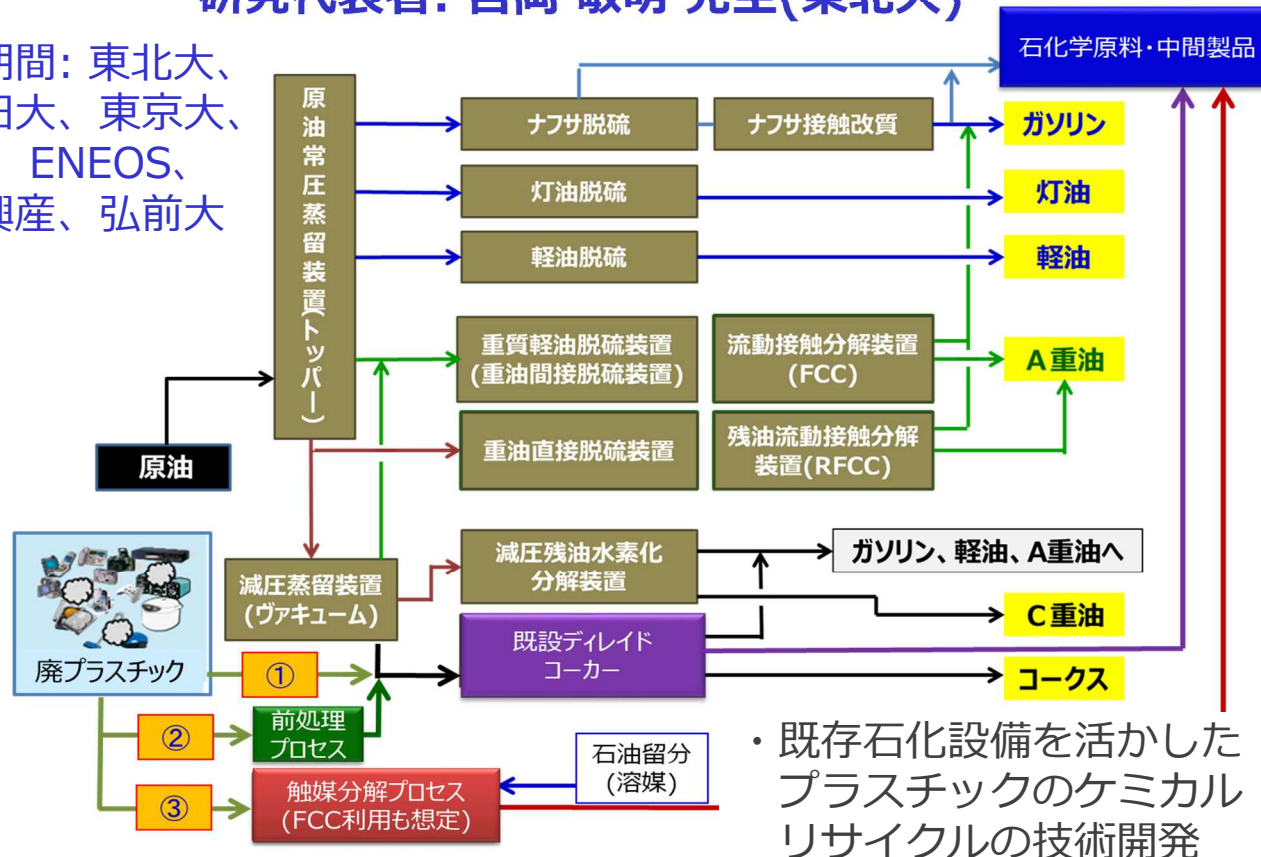 研究代表者: 吉岡 敏明 先生(東北大)
期間: 東北大、
田大、東京大、
ENEOS、
興産、弘前大
石化学原料・中間製品
原油常圧蒸留装置(トッパー)
ナフサ脱硫
ナフサ接触改質
ガソリン
灯油脱硫
灯油
軽油脱硫
軽油
重質軽油脱硫装置
(重油間接脱硫装置)
流動接触分解装置
(FCC)
A重油
重油直接脱硫装置
残油流動接触分解
装置(RFCC)
原油
減圧蒸留装置
(ヴァキューム)
減圧残油水素化
分解装置
ガソリン、軽油、A重油へ
C重油
既設ディレイド
コーカー
コークス
廃プラスチック
①
②
前処理
プロセス
③
触媒分解プロセス
(FCC利用も想定)
石油留分
(溶媒)
・既存石化設備を活かした
プラスチックのケミカル
リサイクルの技術開発